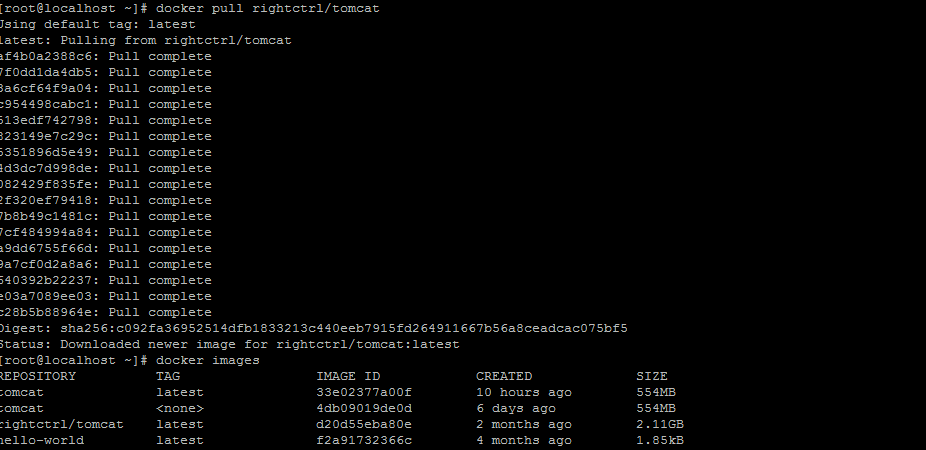 [root@localhost ~]# docker pull rightctrl/tomcat
Using default tag: latest
latest: Pulling from rightctrl/tomcat
af4b0a2388c6: Pull complete
7f0dd1da4db5: Pull complete
3a6cf64f9a04: Pull complete
c954498cabc1: Pull complete
613edf742798: Pull complete
823149e7c29c: Pull complete
5351896d5e49: Pull complete
4d3dc7d998de: Pull complete
082429f835fe: Pull complete
2f320ef79418: Pull complete
7b8b49c1481c: Pull complete
7cf484994a84: Pull complete
a9dd6755f66d: Pull complete
9a7cf0d2a8a6: Pull complete
640392b22237: Pull complete
e03a7089ee03: Pull complete
c28b5b88964e: Pull complete
Digest: sha256:c092fa36952514dfb1833213c440eeb7915fd264911667b56a8ceadcac075bf5
Status: Downloaded newer image for rightctrl/tomcat:latest
[root@localhost ~]# docker images
REPOSITORY TAG IMAGE ID CREATED SIZE
tomcat latest 33e02377a00f 10 hours ago 554MB
tomcat <none> 4db09019de0d 6 days ago 554MB
rightctrl/tomcat latest d20d55eba80e 2 months ago 2.11GB
hello-world latest f2a91732366c 4 months ago 1.85kB